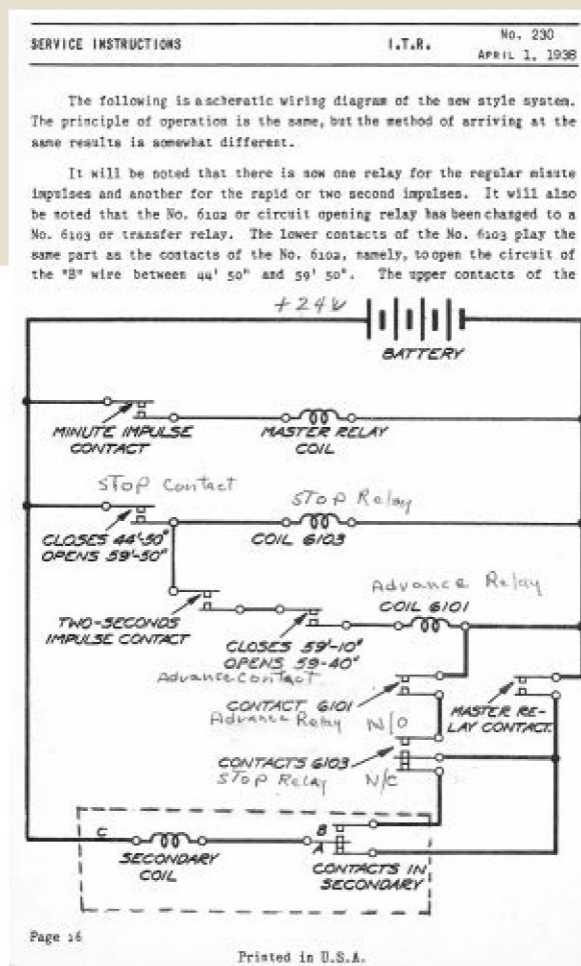 SERVICE INSTRUCTIONS I.T.R. No. 230
APRIL 1, 1938
The following is a schematic wiring diagram of the new style system.
The principle of operation is the same, but the method of arriving at the
same results is somewhat different.
It will be noted that there is now one relay for the regular minute
impulses and another for the rapid or two second impulses. It will also
be noted that the No. 6102 or circuit opening relay has been changed to a
No. 6103 or transfer relay. The lower contacts of the No. 6103 play the
same part as the contacts of the No. 6102, namely, to open the circuit of
the "B" wire between 44' 50" and 59' 50". The upper contacts of the
+24V
BATTERY
MINUTE IMPULSE
CONTACT
MASTER RELAY
COIL
STOP Contact
STOP Relay
CLOSES 44'-50"
OPENS 59'-50"
COIL 6103
Advance Relay
COIL 6101
TWO-SECONDS
IMPULSE CONTACT
CLOSES 59'-10"
OPENS 59-40"
Advance Contact
CONTACT 6101
Advance Relay N/O
MASTER RE-
LAY CONTACT.
CONTACTS 6103
STOP Relay N/C
C
B
A
SECONDARY
COIL
CONTACTS IN
SECONDARY
Page 16
Printed in U.S.A.